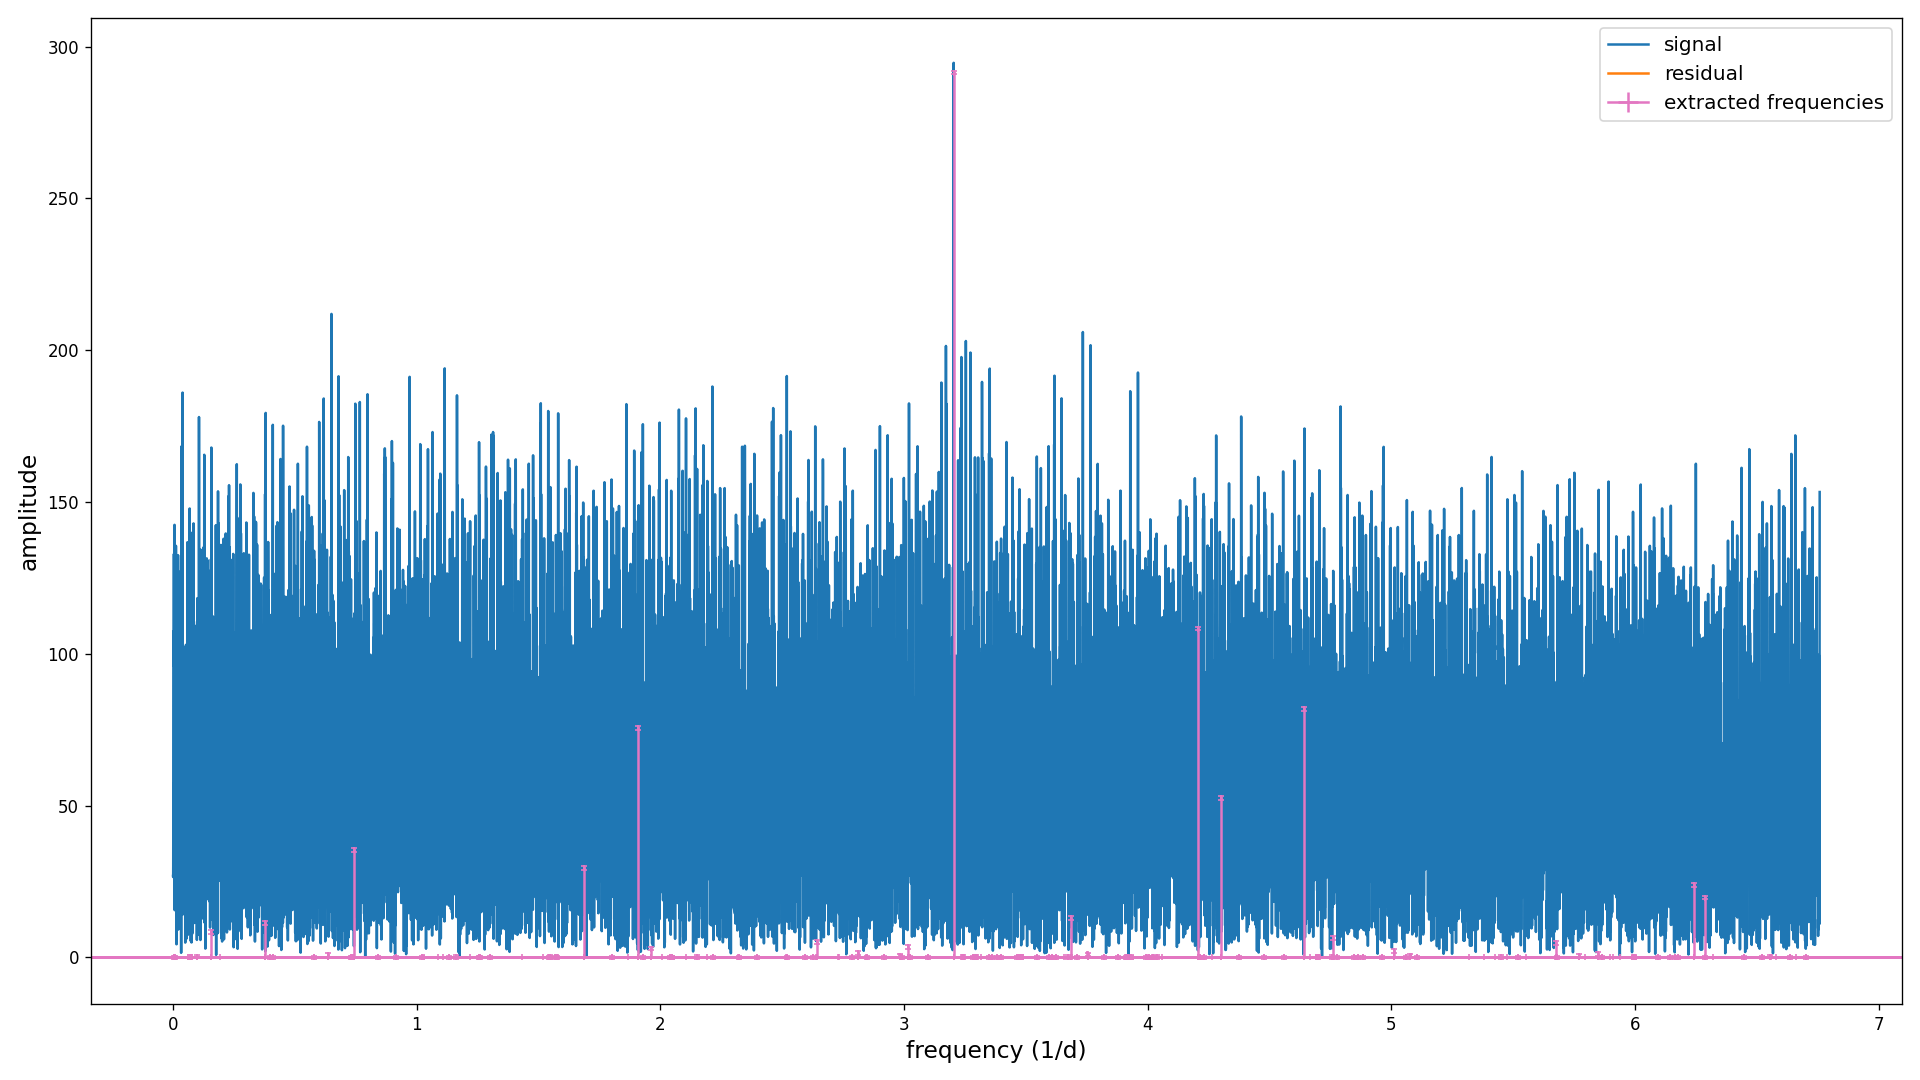 300
250
200
150
100
50
0
amplitude
0 1 2 3 4 5 6 7
frequency (1/d)
signal
residual
extracted frequencies